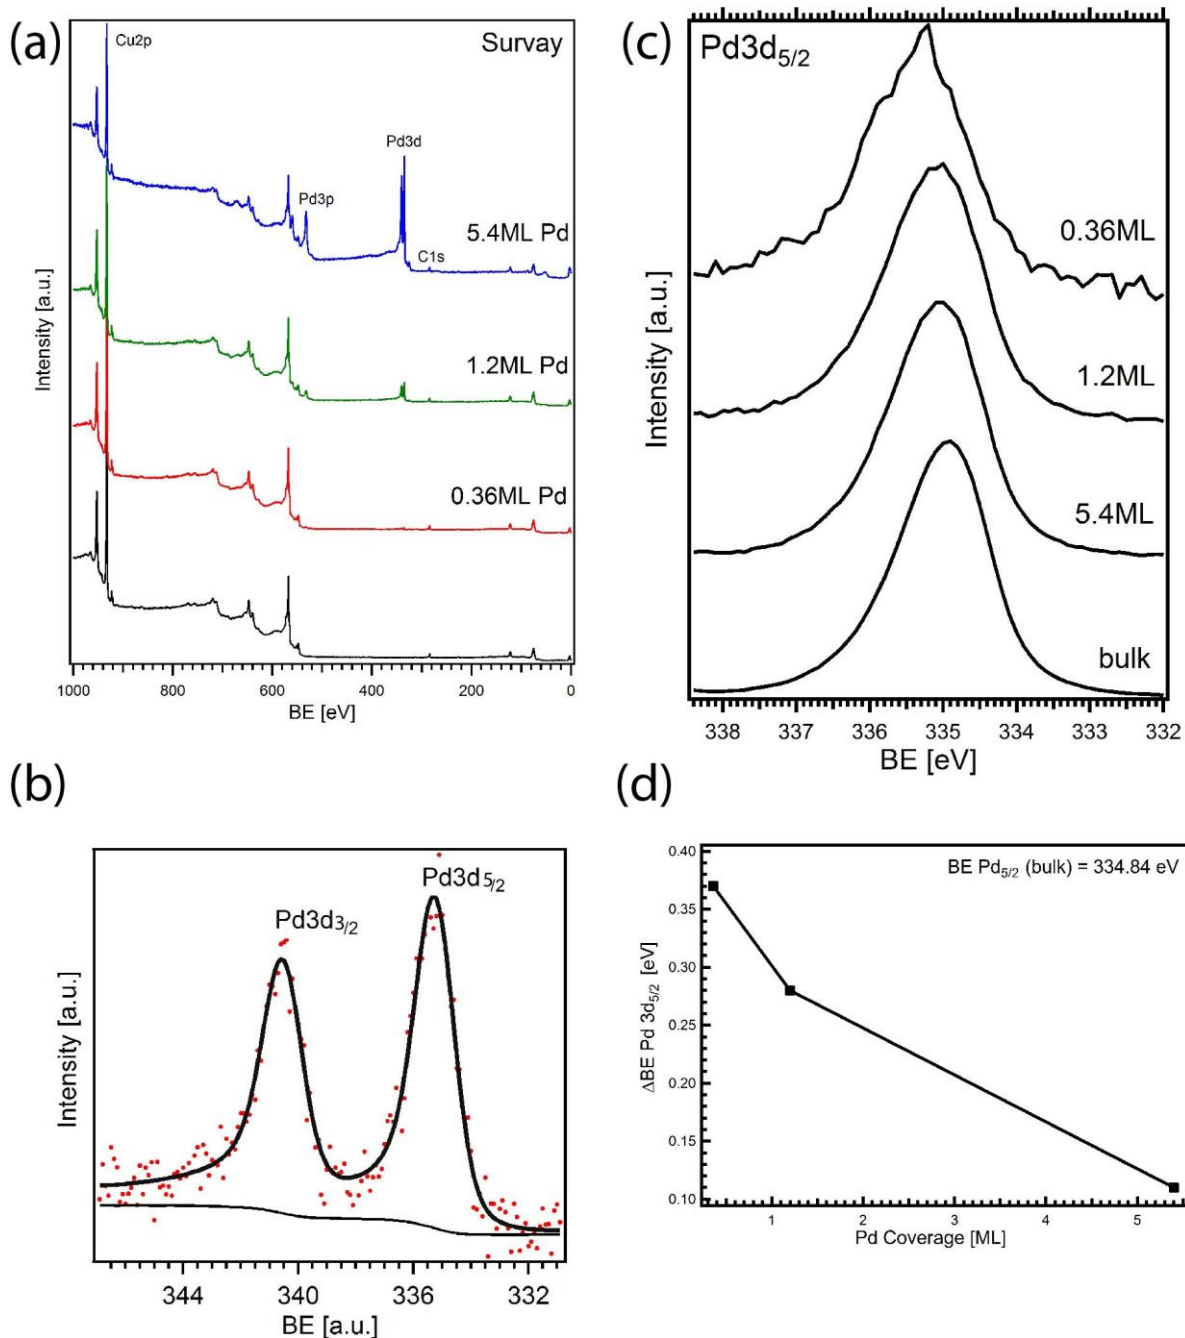 (a)
Survay
Cu2p
Pd3d
Pd3p
C1s
5.4ML Pd
1.2ML Pd
0.36ML Pd
Intensity [a.u.]
1000 800 600 400 200 0
BE [eV]
(c)
Pd3d5/2
0.36ML
1.2ML
5.4ML
bulk
Intensity [a.u.]
338 337 336 335 334 333 332
BE [eV]
(b)
Pd3d5/2
Pd3d3/2
Intensity [a.u.]
344 340 336 332
BE [a.u.]
(d)
BE Pd5/2 (bulk) = 334.84 eV
0.40
0.35
0.30
0.25
0.20
0.15
0.10
ΔBE Pd 3d5/2 [eV]
1 2 3 4 5
Pd Coverage [ML]